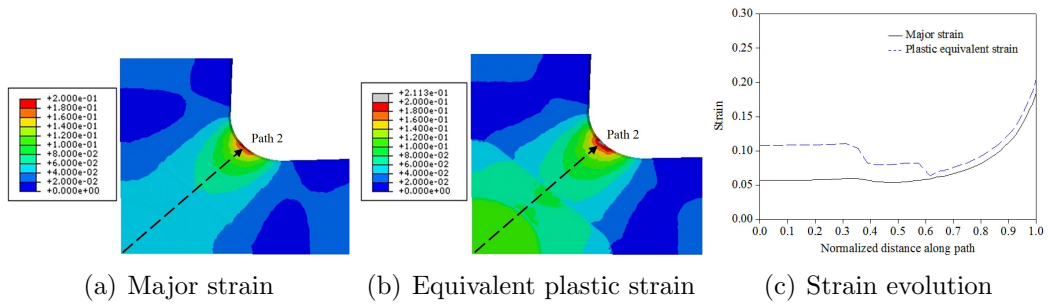 +2.000e-01
+1.800e-01
+1.600e-01
+1.400e-01
+1.200e-01
+1.000e-01
+8.000e-02
+6.000e-02
+4.000e-02
+2.000e-02
+0.000e+00
Path 2
(a) Major strain
+2.113e-01
+2.000e-01
+1.800e-01
+1.600e-01
+1.400e-01
+1.200e-01
+1.000e-01
+8.000e-02
+6.000e-02
+4.000e-02
+2.000e-02
+0.000e+00
Path 2
(b) Equivalent plastic strain
0.30
0.25
0.20
0.15
0.10
0.05
0.00
Strain
Major strain
Plastic equivalent strain
0.0 0.1 0.2 0.3 0.4 0.5 0.6 0.7 0.8 0.9 1.0
Normalized distance along path
(c) Strain evolution